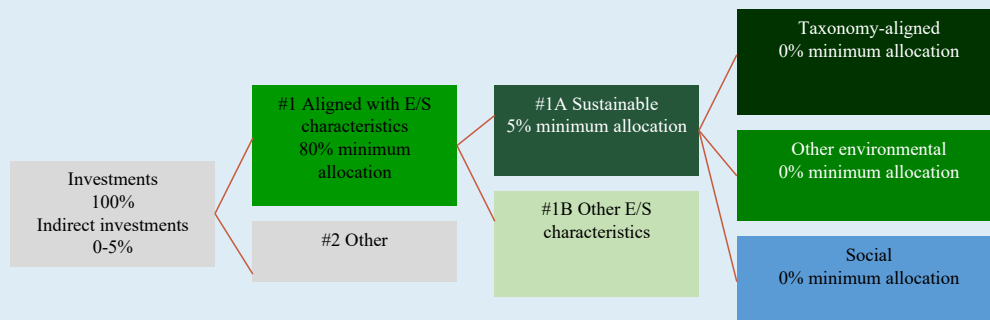 Investments
100%
Indirect investments
0-5%
#1 Aligned with E/S
characteristics
80% minimum
allocation
#2 Other
#1A Sustainable
5% minimum allocation
#1B Other E/S
characteristics
Taxonomy-aligned
0% minimum allocation
Other environmental
0% minimum allocation
Social
0% minimum allocation